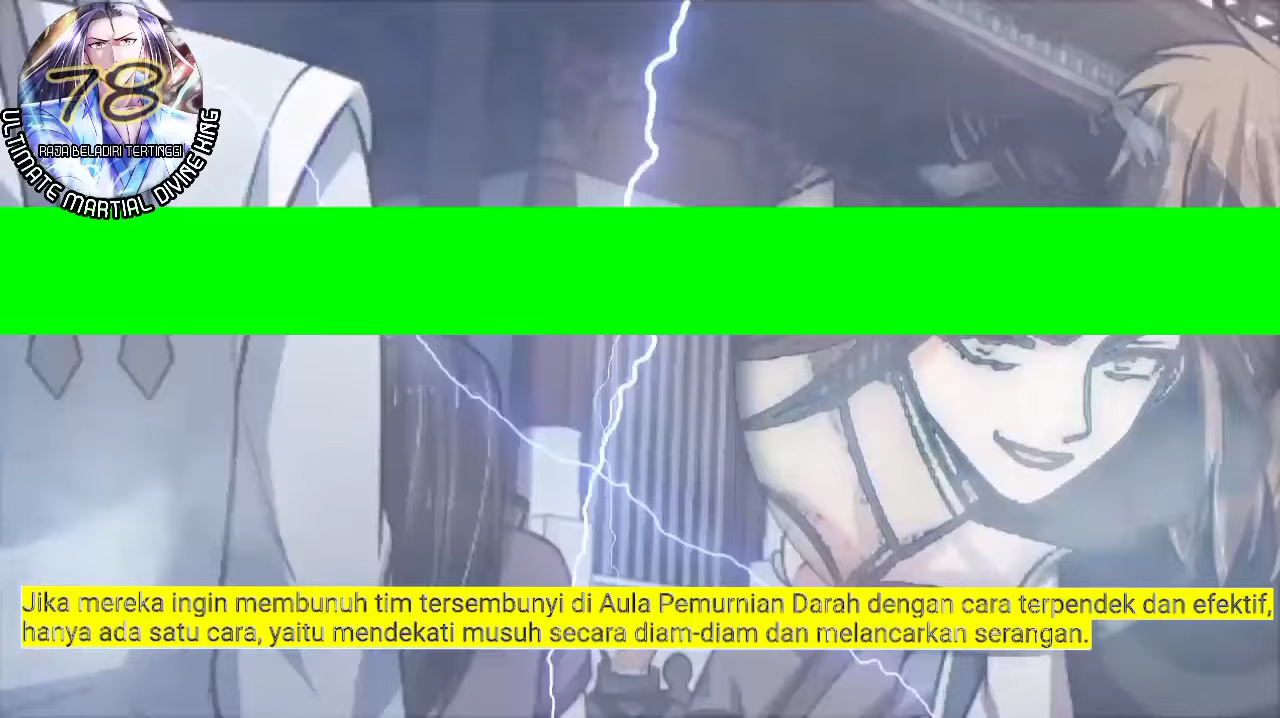 78
RAJA BELADIRI TERTINGGI
ULTIMATE MARTIAL DIVINE KING
Jika mereka ingin membunuh tim tersembunyi di Aula Pemurnian Darah dengan cara terpendek dan efektif,
hanya ada satu cara, yaitu mendekati musuh secara diam-diam dan melancarkan serangan.